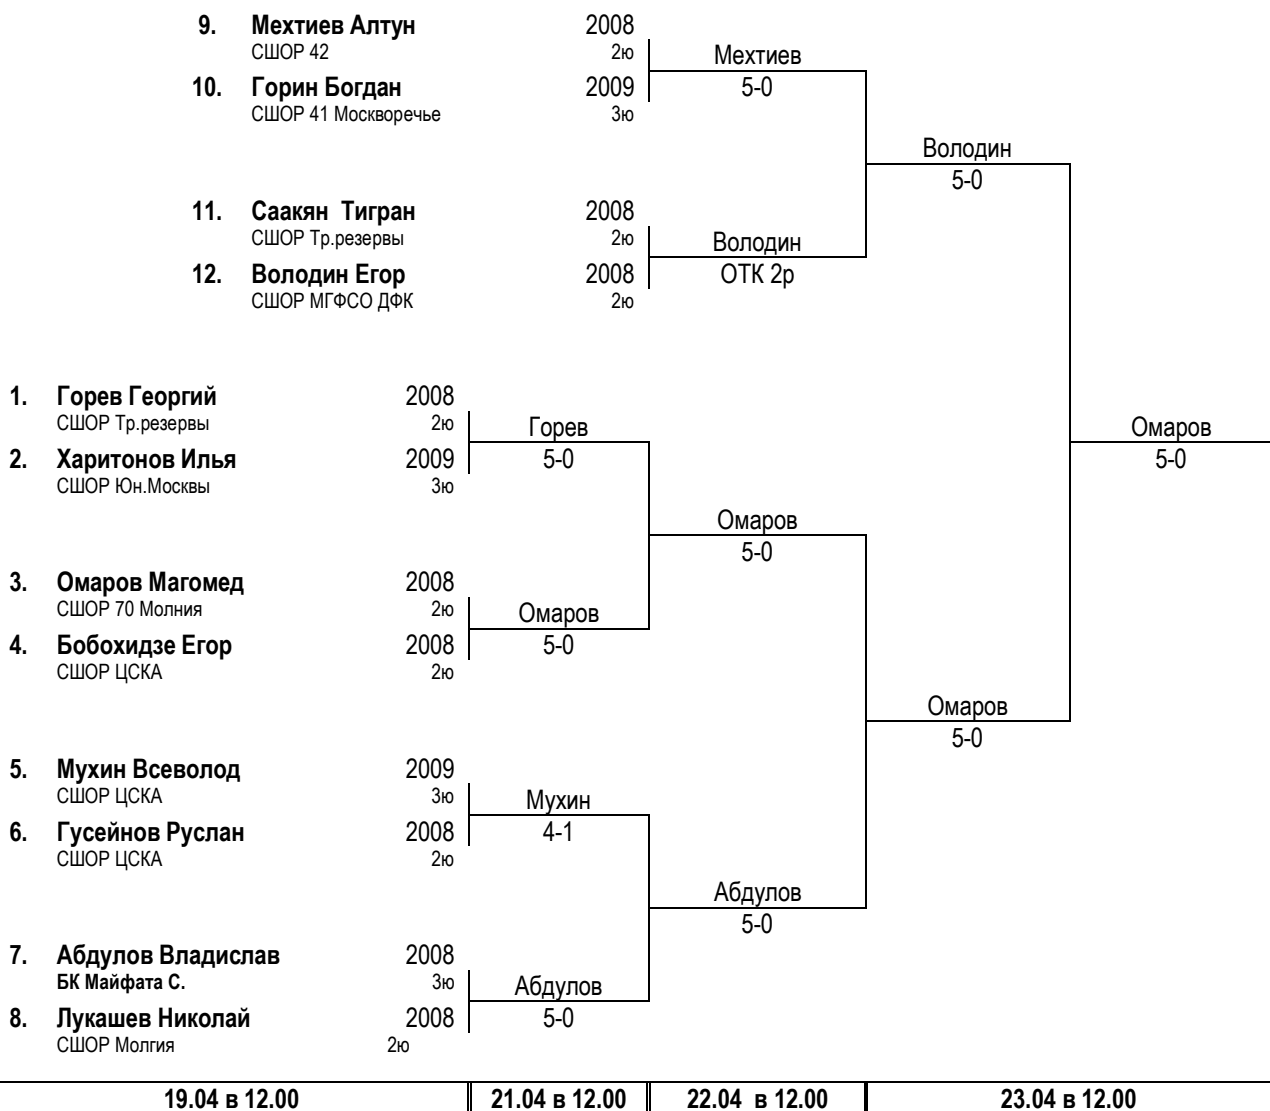 9. Мехтиев Алтун 2008
СШОР 42 2ю
Мехтиев
10. Горин Богдан 2009
5-0
СШОР 41 Москворечье 3ю
Володин
5-0
11. Саакян Тигран 2008
СШОР Тр.резервы 2ю
Володин
12. Володин Егор 2008
ОТК 2р
СШОР МГФСО ДФК 2ю
1. Горев Георгий 2008
СШОР Тр.резервы 2ю
Горев
Омаров
2. Харитонов Илья 2009
5-0
5-0
СШОР Юн.Москвы 3ю
Омаров
5-0
3. Омаров Магомед 2008
СШОР 70 Молния 2ю
Омаров
4. Бобохидзе Егор 2008
5-0
СШОР ЦСКА 2ю
Омаров
5-0
5. Мухин Всеволод 2009
СШОР ЦСКА 3ю
Мухин
6. Гусейнов Руслан 2008
4-1
СШОР ЦСКА 2ю
Абдулов
5-0
7. Абдулов Владислав 2008
БК Майфата С. 3ю
Абдулов
8. Лукашев Николай 2008
5-0
СШОР Молгия 2ю
19.04 в 12.00 21.04 в 12.00 22.04 в 12.00 23.04 в 12.00